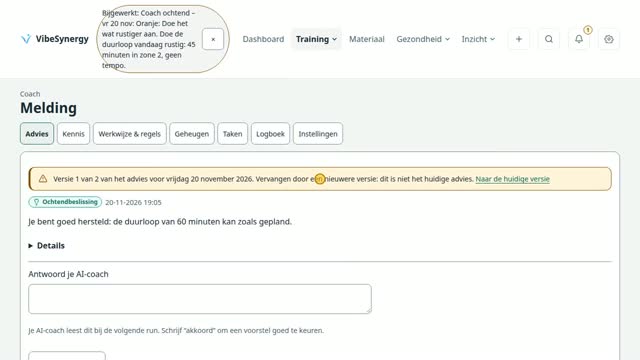 VibeSynergy
Bijgewerkt: Coach ochtend –
vr 20 nov: Oranje: Doe het
wat rustiger aan. Doe de
duurloop vandaag rustig: 45
minuten in zone 2, geen
tempo.
×
Dashboard
Training
Materiaal
Gezondheid
Inzicht
+
1
Coach
Melding
Advies
Kennis
Werkwijze & regels
Geheugen
Taken
Logboek
Instellingen
Versie 1 van 2 van het advies voor vrijdag 20 november 2026. Vervangen door een nieuwere versie: dit is niet het huidige advies. Naar de huidige versie
Ochtendbeslissing 20-11-2026 19:05
Je bent goed hersteld: de duurloop van 60 minuten kan zoals gepland.
Details
Antwoord je AI-coach
Je AI-coach leest dit bij de volgende run. Schrijf "akkoord" om een voorstel goed te keuren.